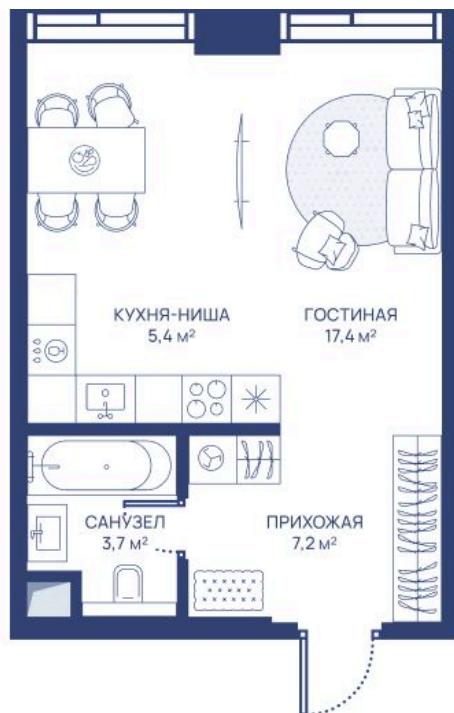 КУХНЯ-НИША
5,4 м²
ГОСТИНАЯ
17,4 м²
САНУЗЕЛ
3,7 м²
ПРИХОЖАЯ
7,2 м²